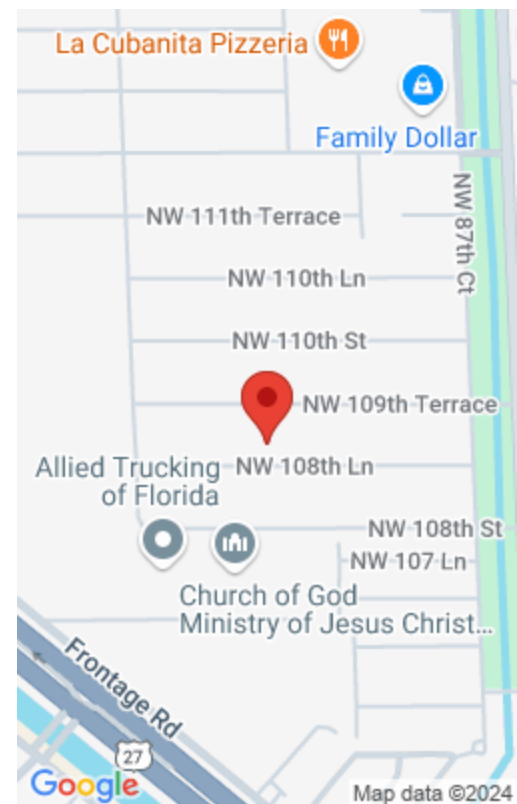 La Cubanita Pizzeria
Family Dollar
NW 87th Ct
NW 111th Terrace
NW 110th Ln
NW 110th St
NW 109th Terrace
NW 108th Ln
Allied Trucking
of Florida
NW 108th St
NW 107 Ln
Church of God
Ministry of Jesus Christ...
Frontage Rd
27
Google
Map data ©2024